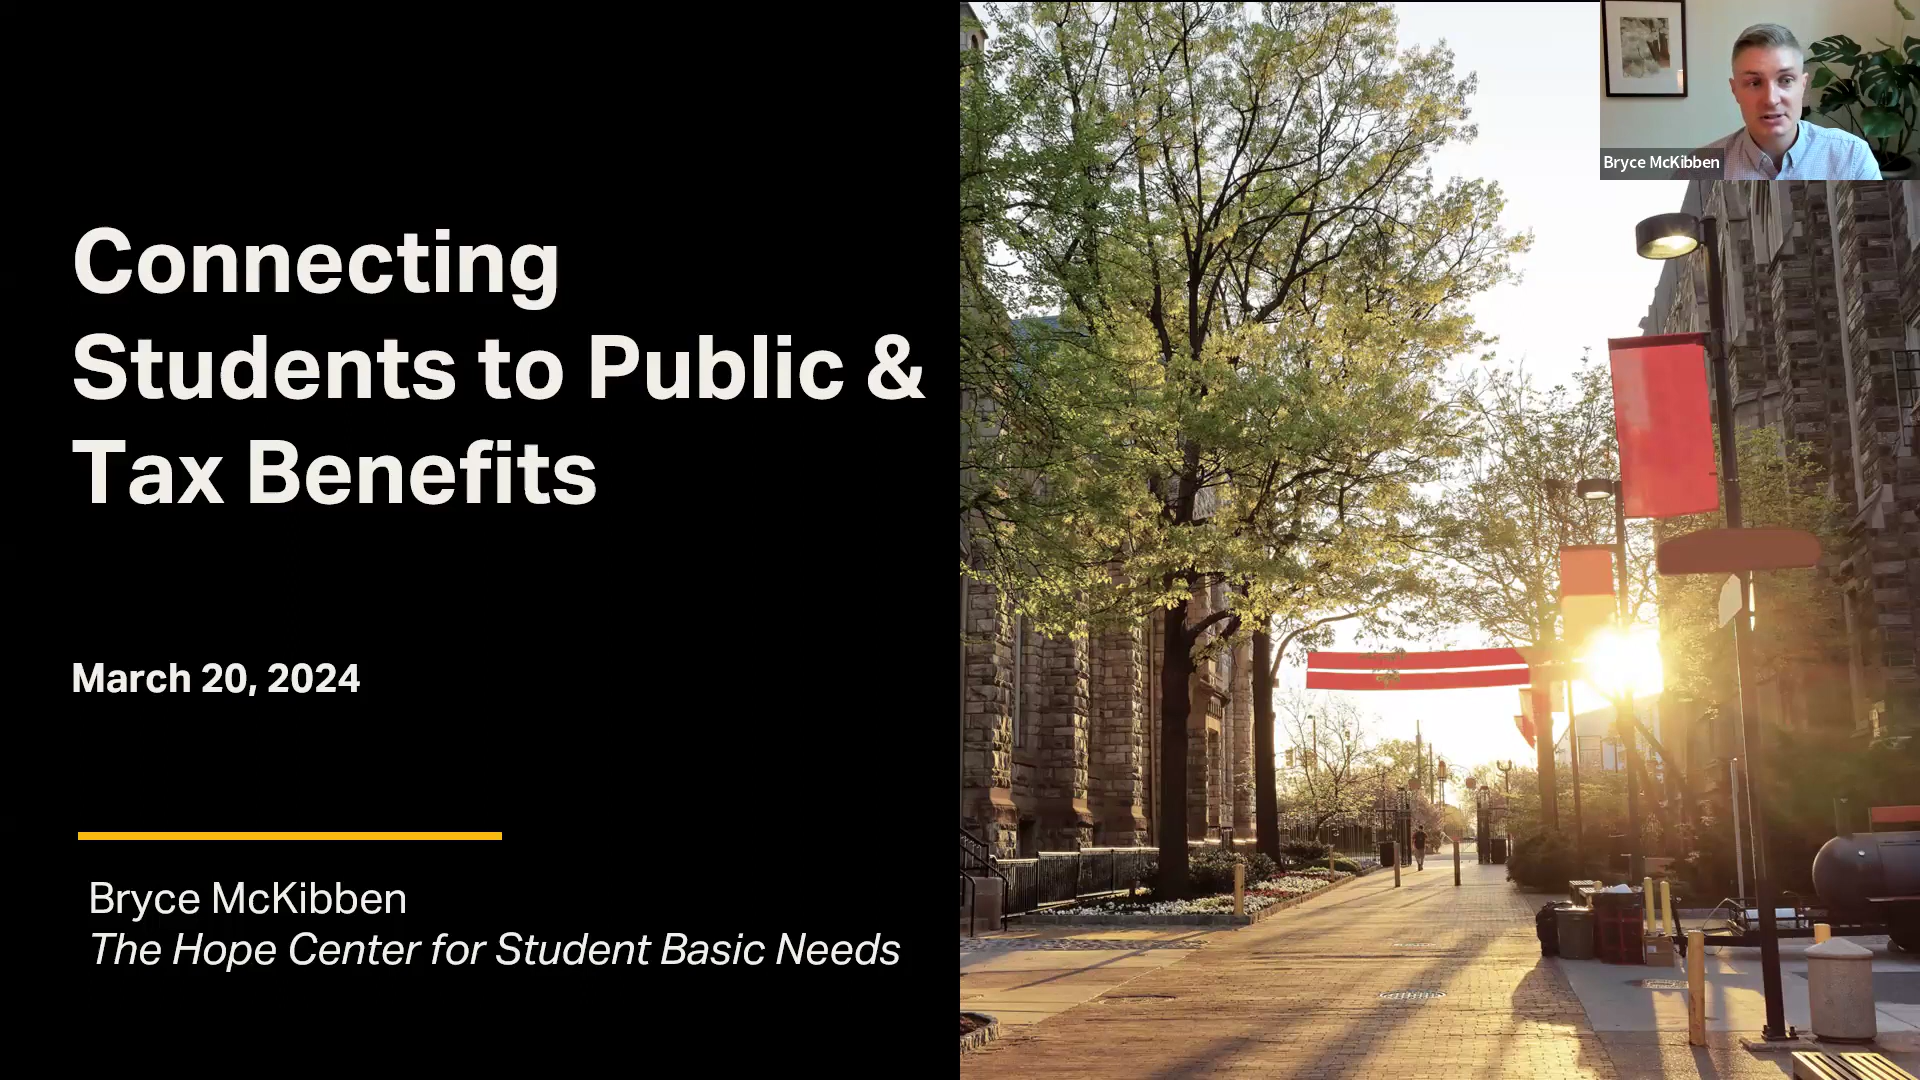 Connecting
Students to Public &
Tax Benefits
March 20, 2024
Bryce McKibben
The Hope Center for Student Basic Needs
Bryce McKibben